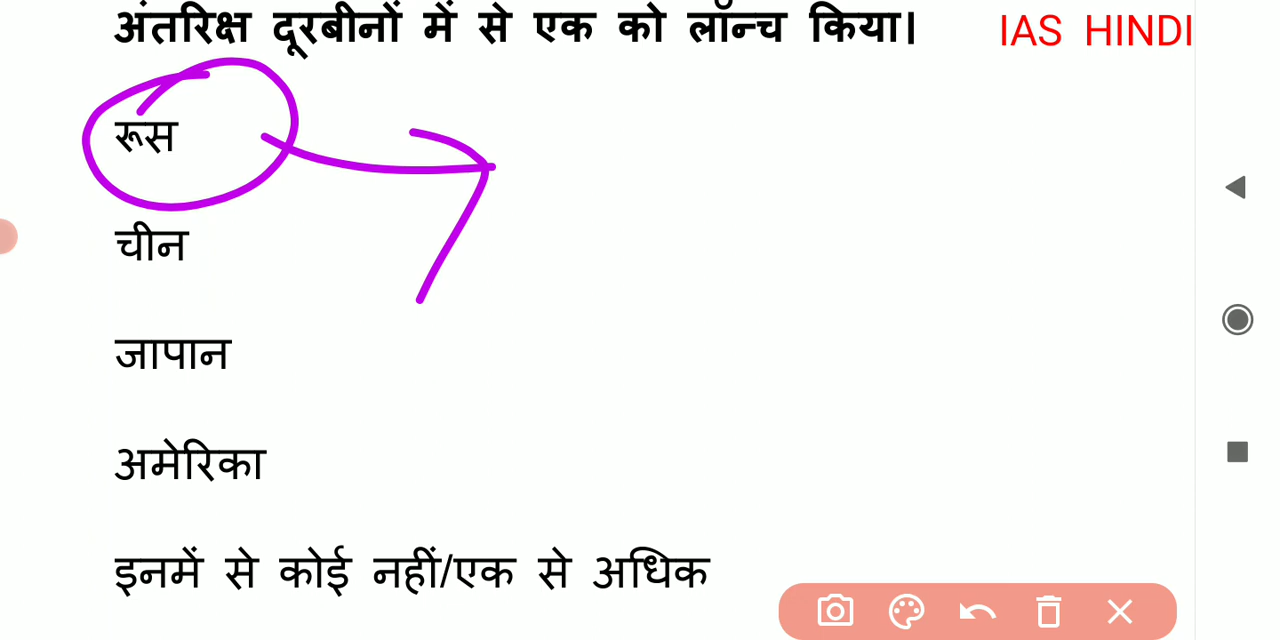 अंतरिक्ष दूरबीनों में से एक को लॉन्च किया।
IAS HINDI
रूस
चीन
जापान
अमेरिका
इनमें से कोई नहीं/एक से अधिक